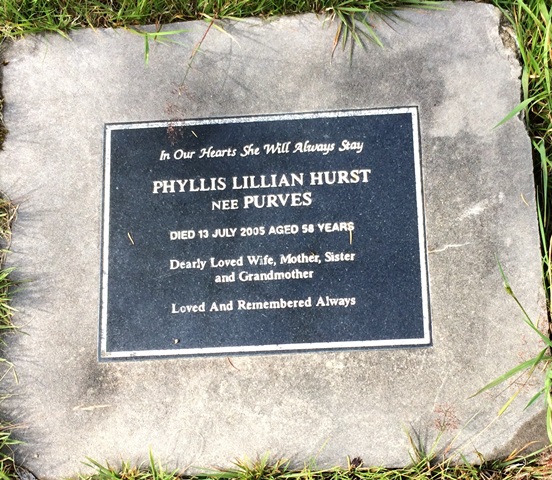 In Our Hearts She Will Always Stay
PHYLLIS LILLIAN HURST
NEE PURVES
DIED 13 JULY 2005 AGED 58 YEARS
Dearly Loved Wife, Mother, Sister
and Grandmother
Loved And Remembered Always